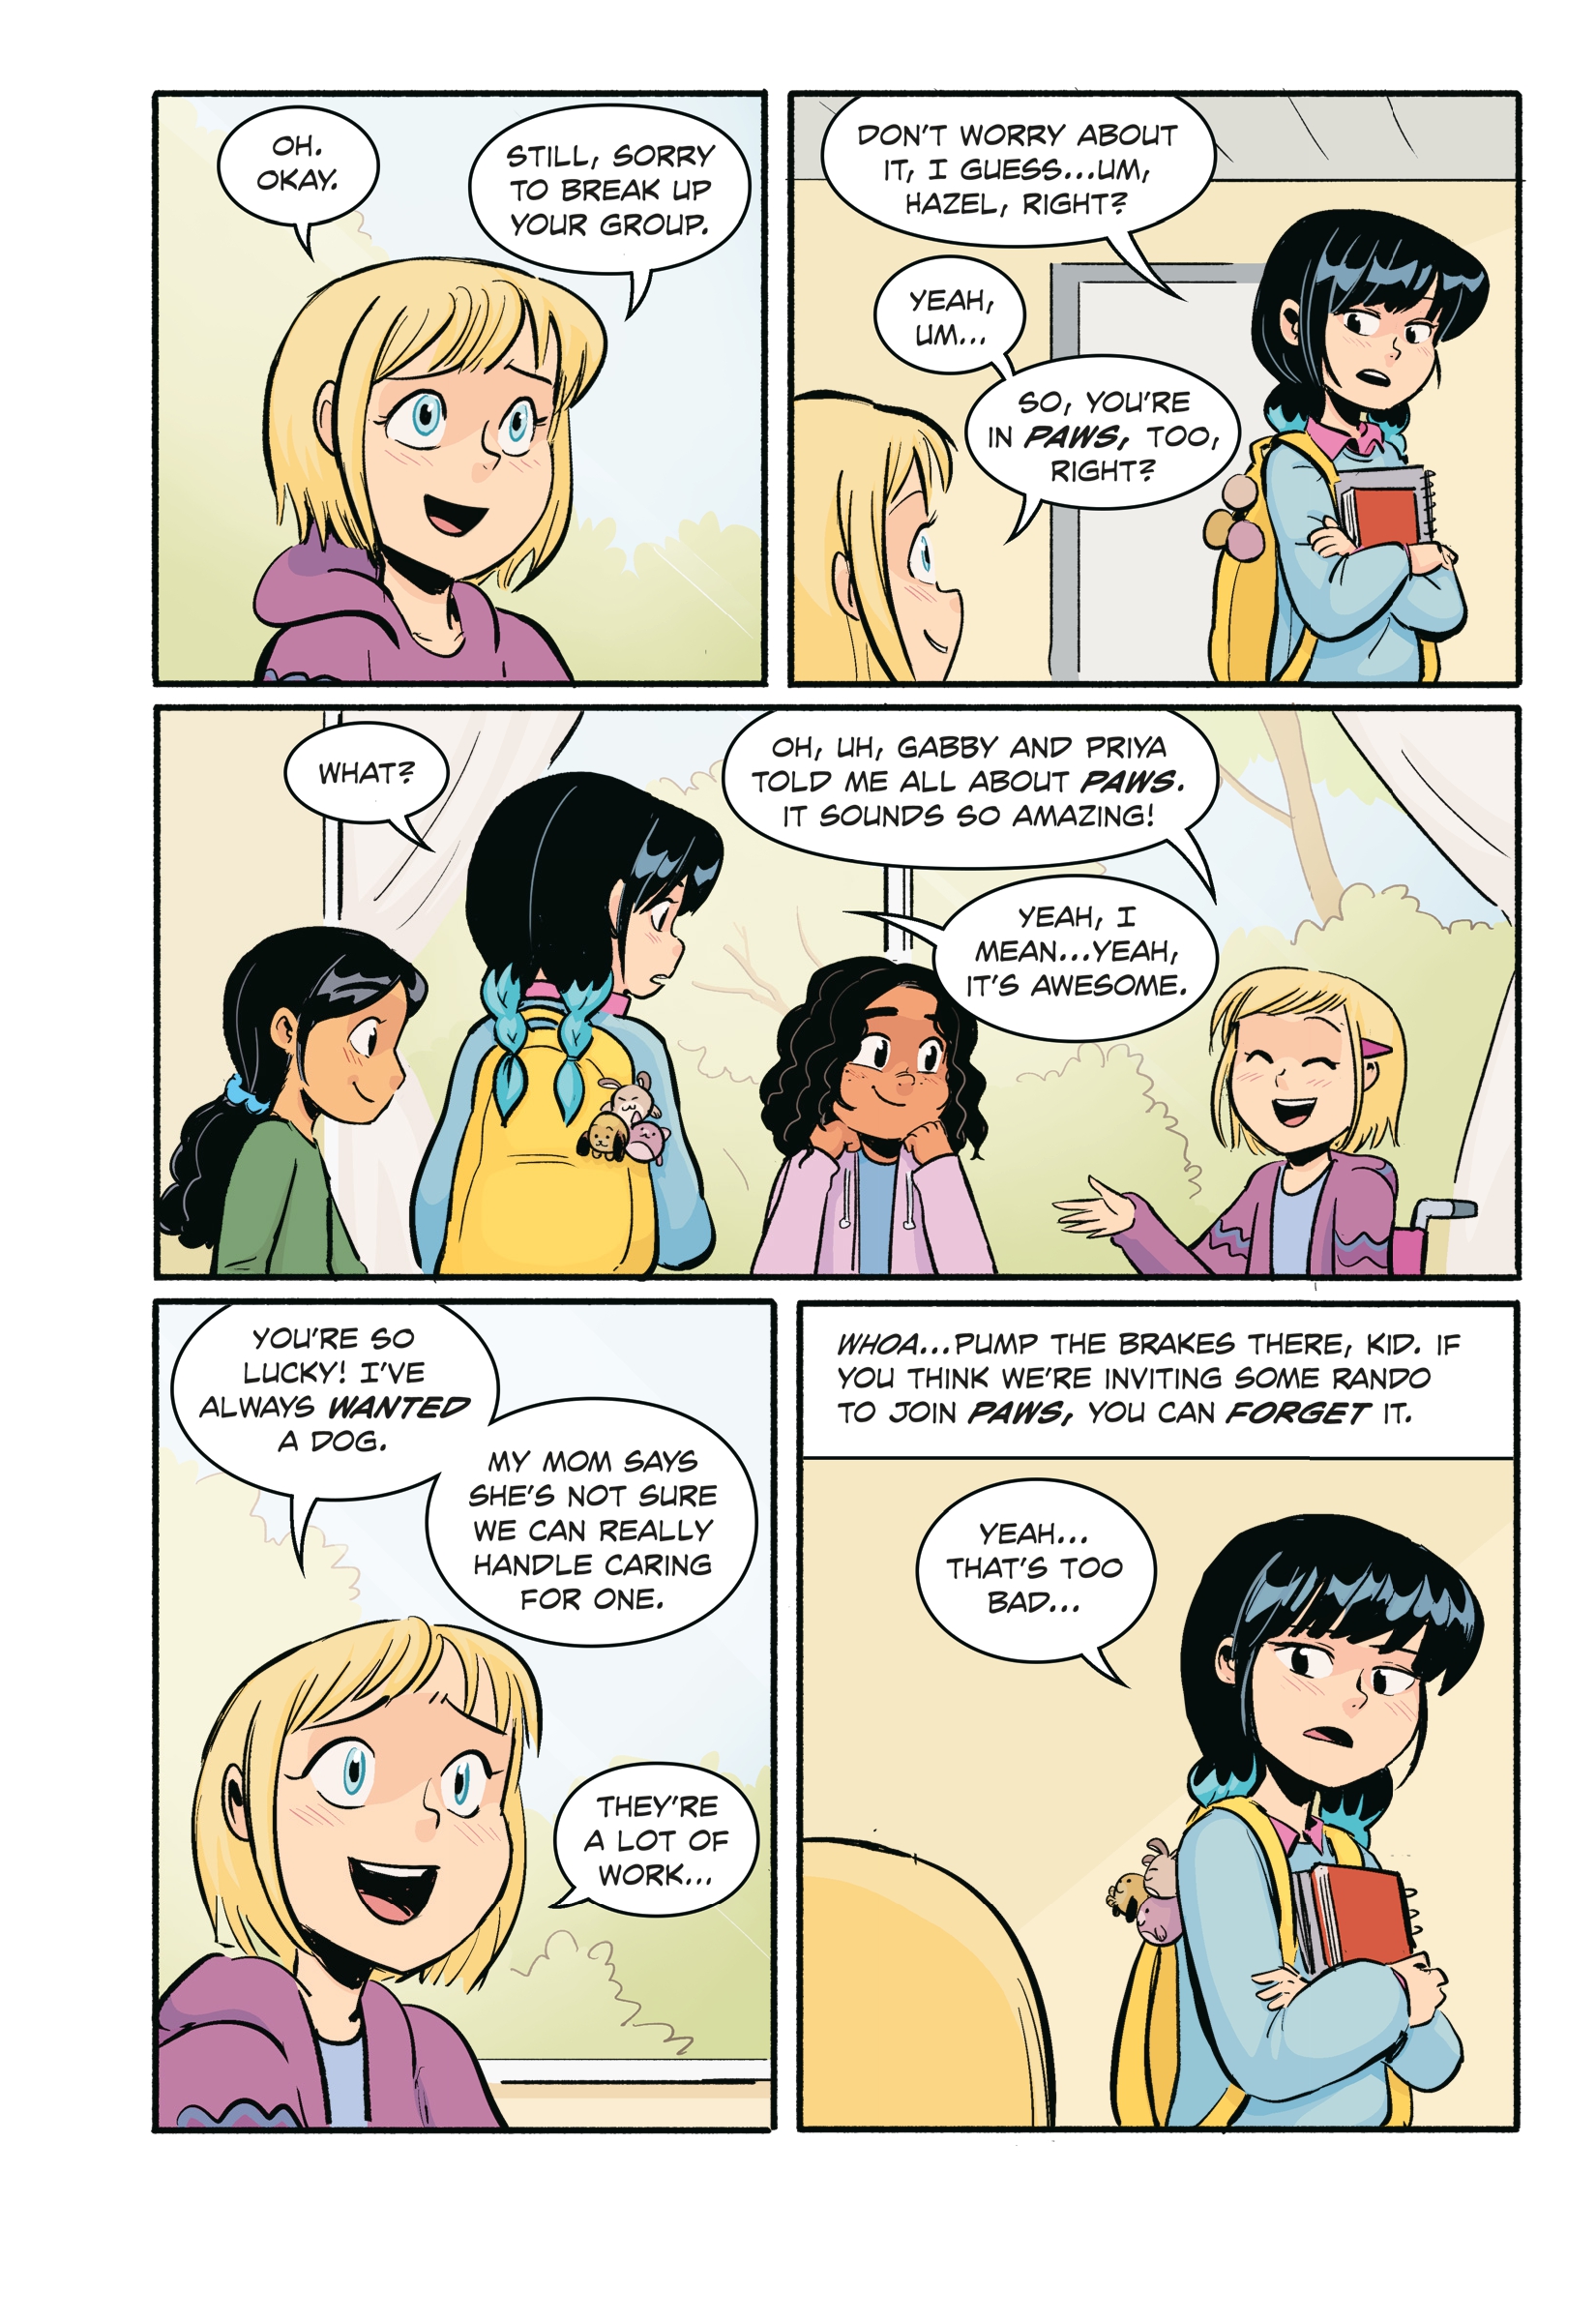 OH.
OKAY.
STILL, SORRY
TO BREAK UP
YOUR GROUP.
DON'T WORRY ABOUT
IT, I GUESS...UM,
HAZEL, RIGHT?
YEAH,
UM...
SO, YOU'RE
IN PAWS, TOO,
RIGHT?
WHAT?
OH, UH, GABBY AND PRIYA
TOLD ME ALL ABOUT PAWS.
IT SOUNDS SO AMAZING!
YEAH, I
MEAN...YEAH,
IT'S AWESOME.
YOU'RE SO
LUCKY! I'VE
ALWAYS WANTED
A DOG.
MY MOM SAYS
SHE'S NOT SURE
WE CAN REALLY
HANDLE CARING
FOR ONE.
THEY'RE
A LOT OF
WORK...
WHOA...PUMP THE BRAKES THERE, KID. IF
YOU THINK WE'RE INVITING SOME RANDO
TO JOIN PAWS, YOU CAN FORGET IT.
YEAH...
THAT'S TOO
BAD...